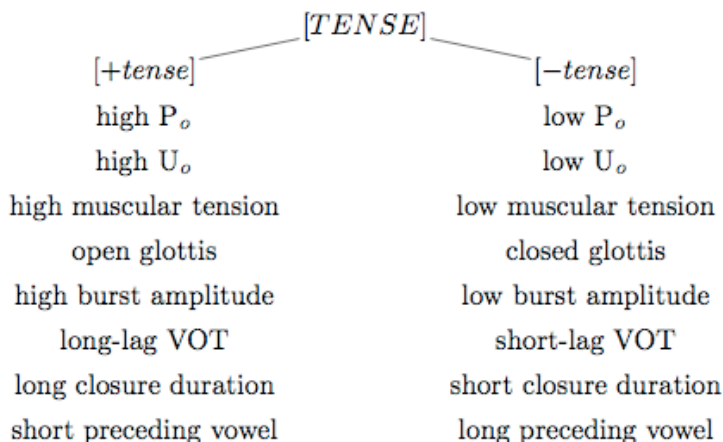 [TENSE]
[+tense] [−tense]
high Pₒ low Pₒ
high Uₒ low Uₒ
high muscular tension low muscular tension
open glottis closed glottis
high burst amplitude low burst amplitude
long-lag VOT short-lag VOT
long closure duration short closure duration
short preceding vowel long preceding vowel